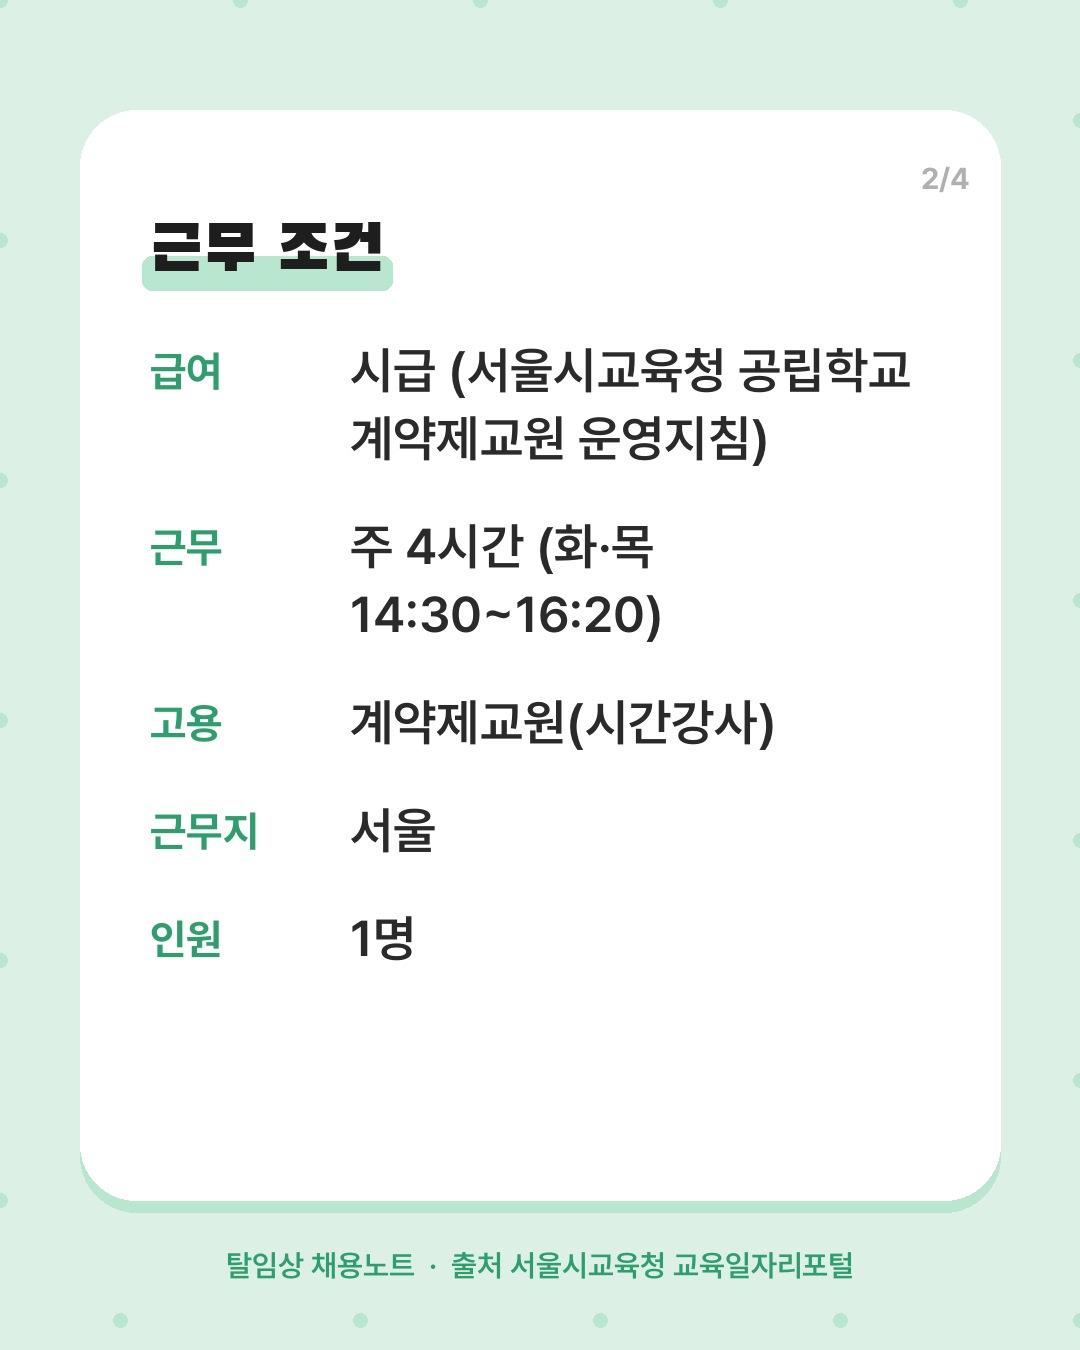 2/4
근무 조건
급여 시급 (서울시교육청 공립학교
계약제교원 운영지침)
근무 주 4시간 (화·목
14:30~16:20)
고용 계약제교원(시간강사)
근무지 서울
인원 1명
탈임상 채용노트 · 출처 서울시교육청 교육일자리포털